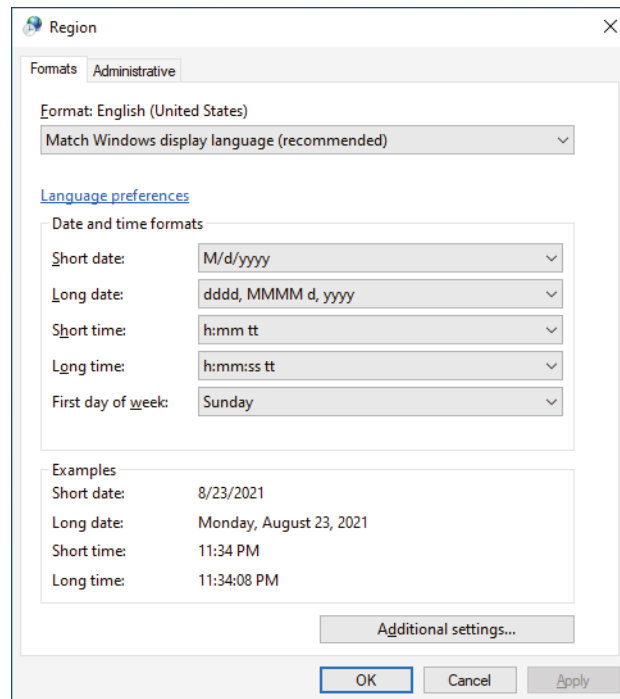 Region
Formats Administrative
Format: English (United States)
Match Windows display language (recommended)
Language preferences
Date and time formats
Short date: M/d/yyyy
Long date: dddd, MMMM d, yyyy
Short time: h:mm tt
Long time: h:mm:ss tt
First day of week: Sunday
Examples
Short date: 8/23/2021
Long date: Monday, August 23, 2021
Short time: 11:34 PM
Long time: 11:34:08 PM
Additional settings...
OK Cancel Apply